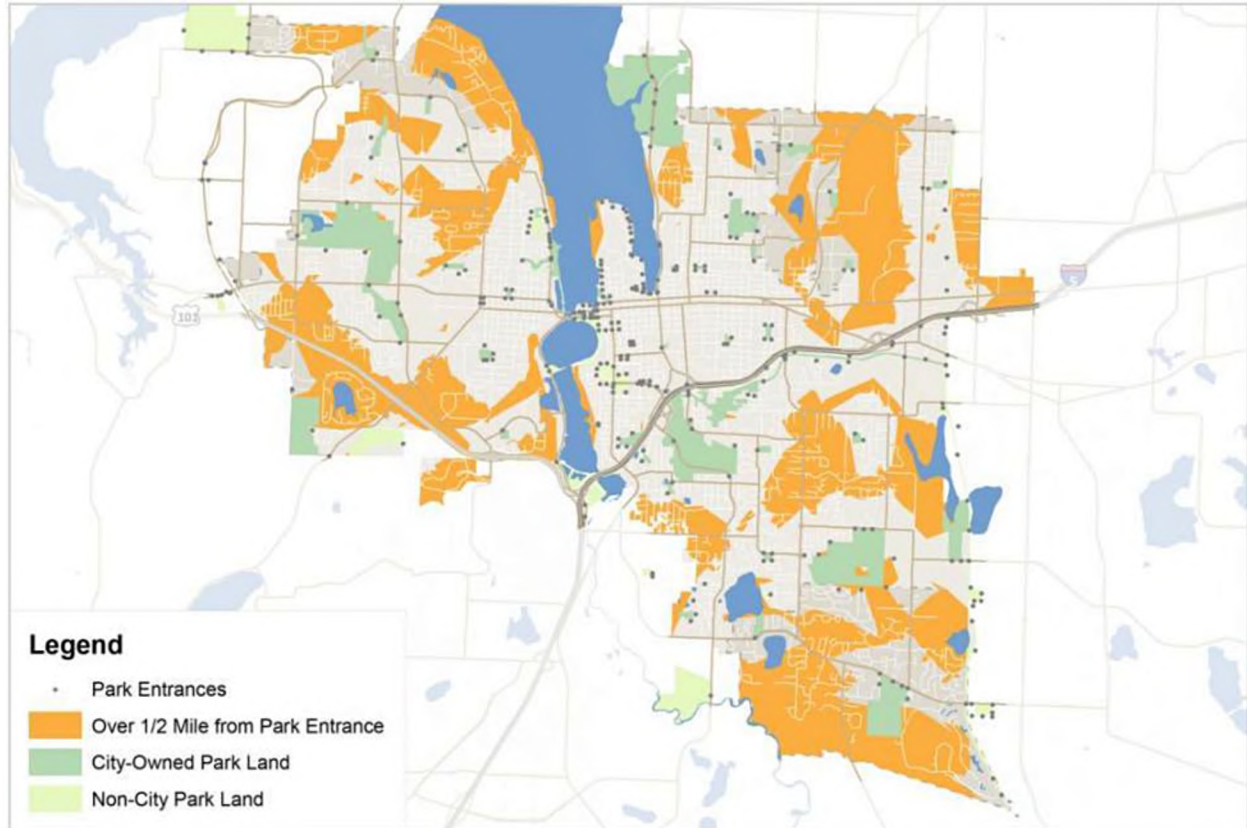 101
5
Legend
Park Entrances
Over 1/2 Mile from Park Entrance
City-Owned Park Land
Non-City Park Land